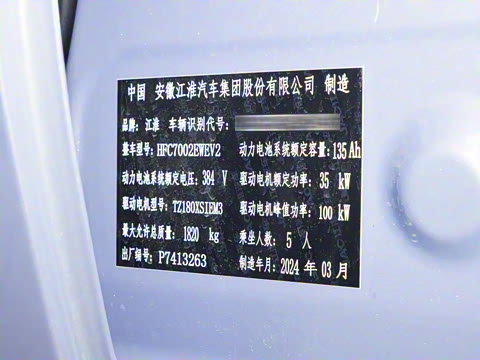 中国 安徽江淮汽车集团股份有限公司 制造
品牌：江淮 车辆识别代号：
整车型号：HFC7002EWEV2 动力电池系统额定容量：135Ah
动力电池系统额定电压：384 V 驱动电机额定功率：35 kW
驱动电机型号：TZ180XSIEM3 驱动电机峰值功率：100 kW
最大允许总质量：1820 kg 乘坐人数：5 人
出厂编号：P7413263 制造年月：2024 年 03 月